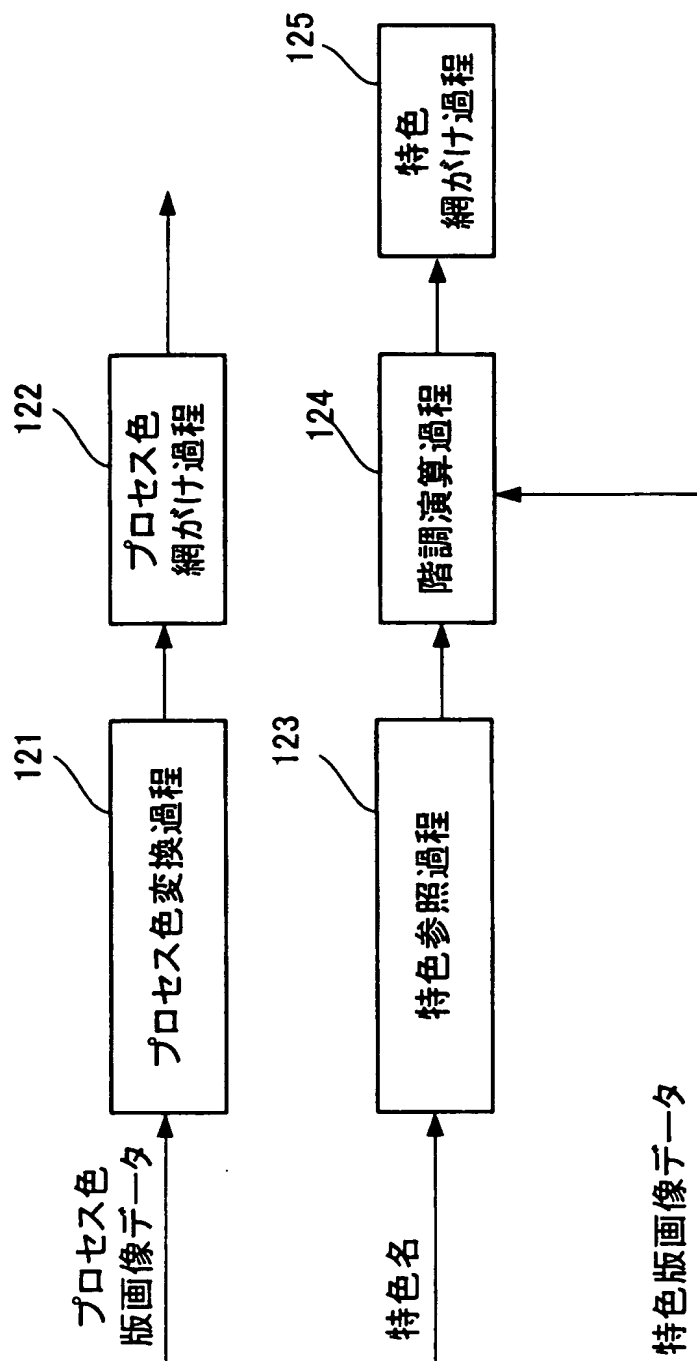 プロセス色
版画像データ
121
プロセス色変換過程
122
プロセス色
網がけ過程
特色名
123
特色参照過程
124
階調演算過程
125
特色
網がけ過程
特色版画像データ